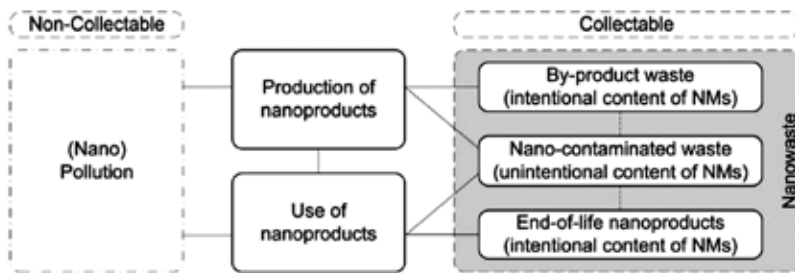 Non-Collectable
Collectable
(Nano)
Pollution
Production of
nanoproducts
Use of
nanoproducts
By-product waste
(intentional content of NMs)
Nano-contaminated waste
(unintentional content of NMs)
End-of-life nanoproducts
(intentional content of NMs)
Nanowaste